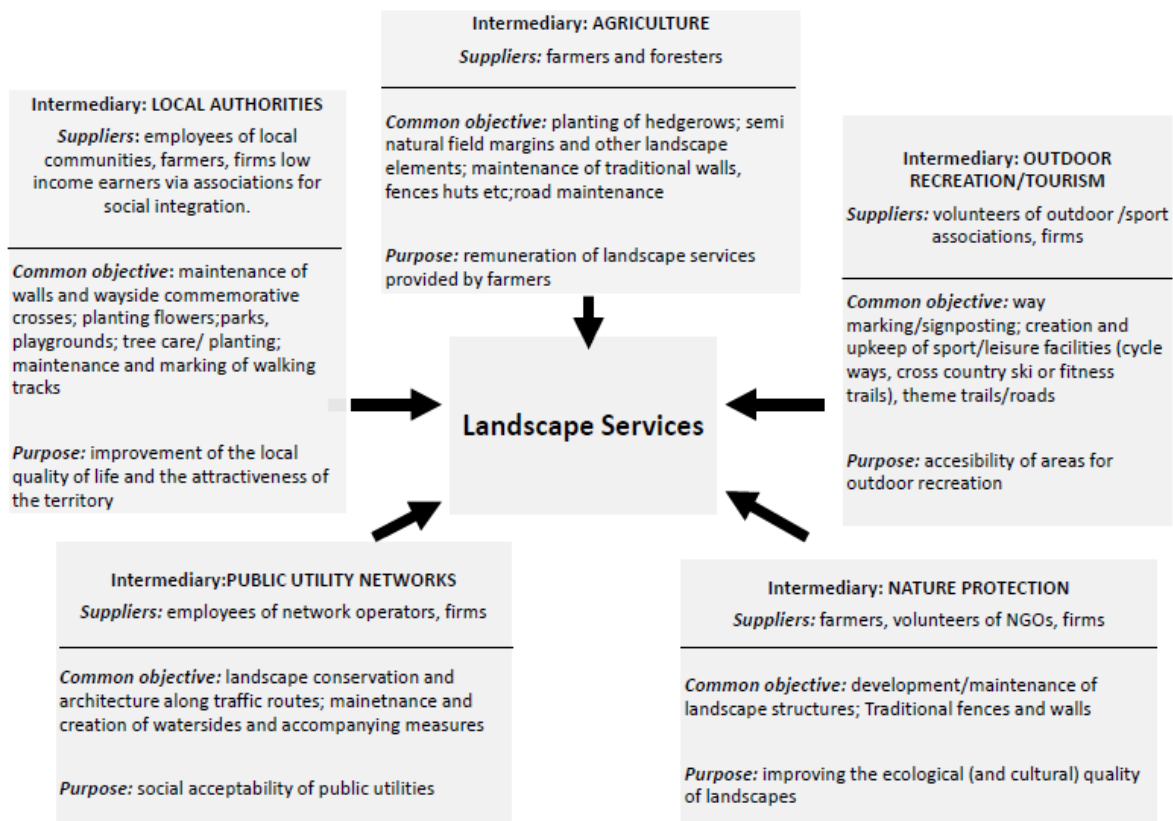 Intermediary: AGRICULTURE
Suppliers: farmers and foresters
Common objective: planting of hedgerows; semi
natural field margins and other landscape
elements; maintenance of traditional walls,
fences huts etc;road maintenance
Purpose: remuneration of landscape services
provided by farmers
Intermediary: LOCAL AUTHORITIES
Suppliers: employees of local
communities, farmers, firms low
income earners via associations for
social integration.
Common objective: maintenance of
walls and wayside commemorative
crosses; planting flowers;parks,
playgrounds; tree care/ planting;
maintenance and marking of walking
tracks
Purpose: improvement of the local
quality of life and the attractiveness of
the territory
Landscape Services
Intermediary: OUTDOOR
RECREATION/TOURISM
Suppliers: volunteers of outdoor /sport
associations, firms
Common objective: way
marking/signposting; creation and
upkeep of sport/leisure facilities (cycle
ways, cross country ski or fitness
trails), theme trails/roads
Purpose: accesibility of areas for
outdoor recreation
Intermediary:PUBLIC UTILITY NETWORKS
Suppliers: employees of network operators, firms
Common objective: landscape conservation and
architecture along traffic routes; mainetnance and
creation of watersides and accompanying measures
Purpose: social acceptability of public utilities
Intermediary: NATURE PROTECTION
Suppliers: farmers, volunteers of NGOs, firms
Common objective: development/maintenance of
landscape structures; Traditional fences and walls
Purpose: improving the ecological (and cultural) quality
of landscapes